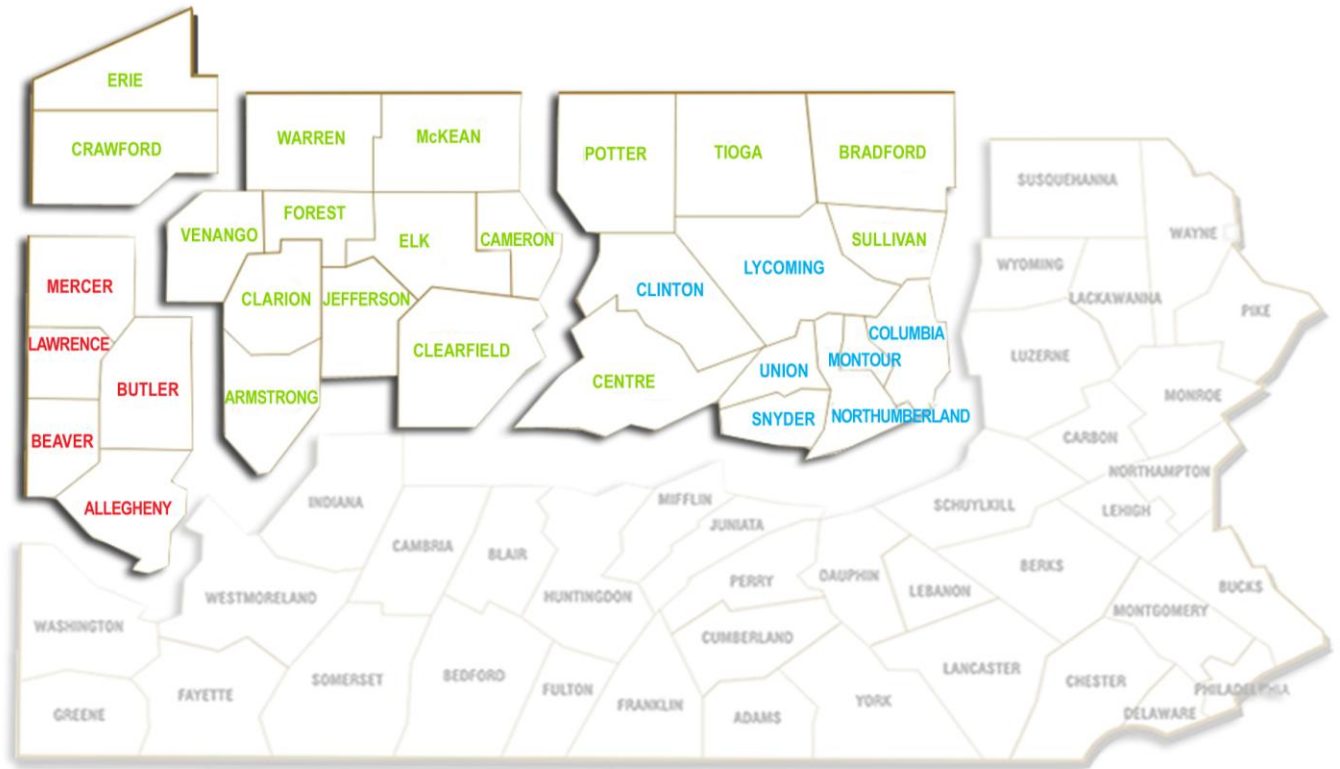 ERIE
CRAWFORD
WARREN
McKEAN
VENANGO
FOREST
ELK
CAMERON
CLARION
JEFFERSON
CLEARFIELD
ARMSTRONG
MERCER
LAWRENCE
BUTLER
BEAVER
ALLEGHENY
POTTER
TIOGA
BRADFORD
SULLIVAN
LYCOMING
CLINTON
COLUMBIA
MONTOUR
UNION
CENTRE
SNYDER
NORTHUMBERLAND
SUSQUEHANNA
WAYNE
WYOMING
LACKAWANNA
PIKE
LUZERNE
MONROE
CARBON
NORTHAMPTON
SCHUYLKILL
LEHIGH
INDIANA
MIFFLIN
JUNIATA
CAMBRIA
BLAIR
HUNTINGDON
PERRY
DAUPHIN
LEBANON
BERKS
BUCKS
MONTGOMERY
WESTMORELAND
WASHINGTON
CUMBERLAND
LANCASTER
CHESTER
PHILADELPHIA
DELAWARE
GREENE
FAYETTE
SOMERSET
BEDFORD
FULTON
FRANKLIN
ADAMS
YORK